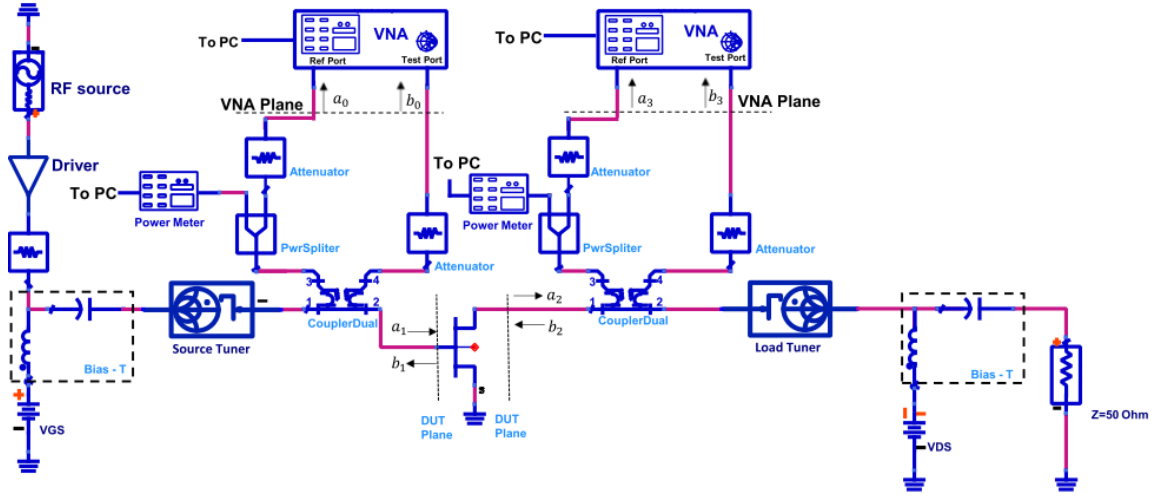 To PC
VNA
Ref Port
Test Port
To PC
VNA
Ref Port
Test Port
RF source
VNA Plane
a0
b0
a3
b3
VNA Plane
Driver
To PC
Power Meter
Attenuator
To PC
Power Meter
Attenuator
PwrSpliter
Attenuator
PwrSpliter
Attenuator
3
4
1
2
CouplerDual
3
4
1
2
CouplerDual
Source Tuner
a1
b1
a2
b2
Load Tuner
Bias - T
S
Bias - T
VGS
DUT
Plane
DUT
Plane
VDS
Z=50 Ohm